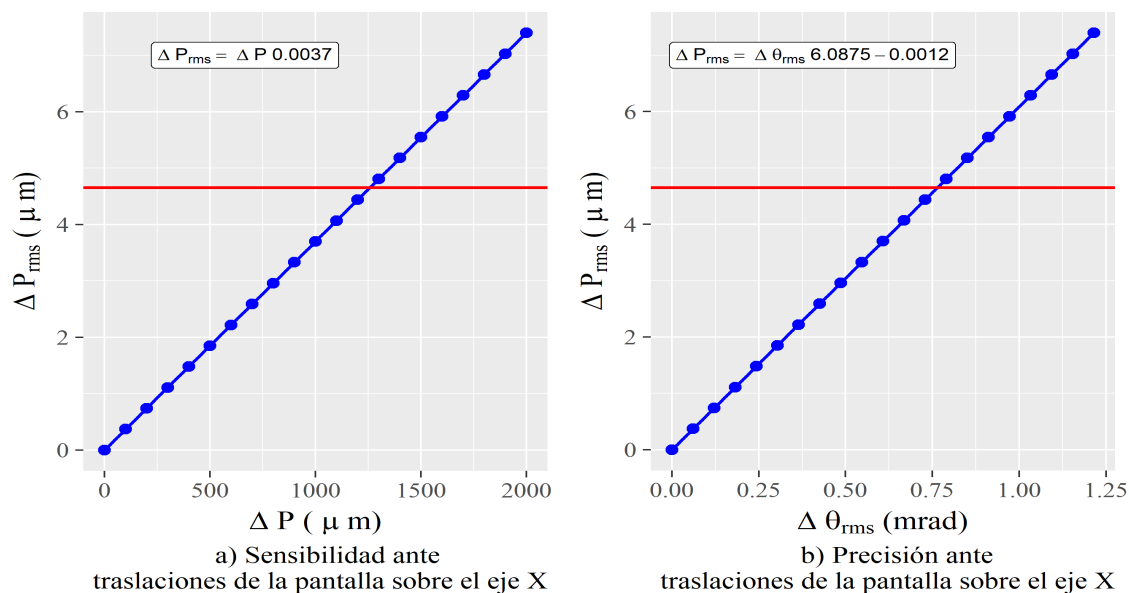 Δ P_rms = Δ P 0.0037
Δ P_rms ( μ m)
6
4
2
0
0 500 1000 1500 2000
Δ P ( μ m)
a) Sensibilidad ante
traslaciones de la pantalla sobre el eje X
Δ P_rms = Δ θ_rms 6.0875 − 0.0012
Δ P_rms ( μ m)
6
4
2
0
0.00 0.25 0.50 0.75 1.00 1.25
Δ θ_rms (mrad)
b) Precisión ante
traslaciones de la pantalla sobre el eje X